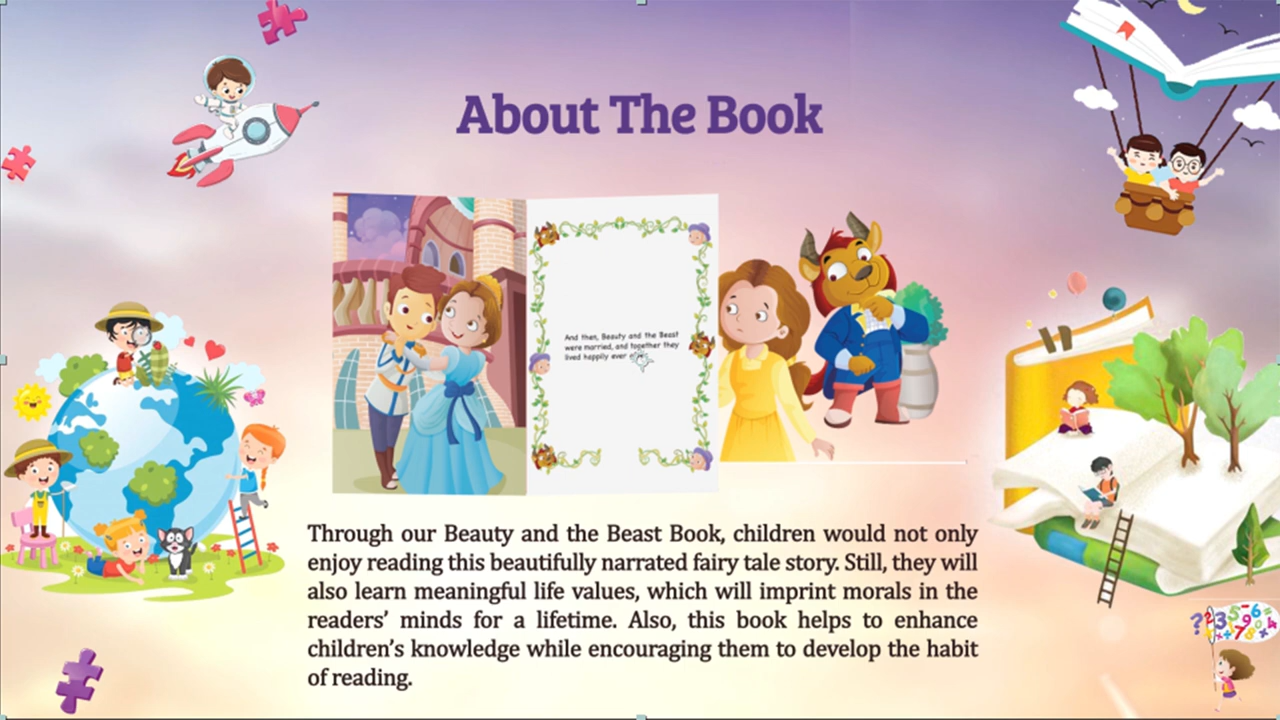 About The Book
And then, Beauty and the Beast
were married, and together they
lived happily ever
Through our Beauty and the Beast Book, children would not only
enjoy reading this beautifully narrated fairy tale story. Still, they will
also learn meaningful life values, which will imprint morals in the
readers’ minds for a lifetime. Also, this book helps to enhance
children’s knowledge while encouraging them to develop the habit
of reading.